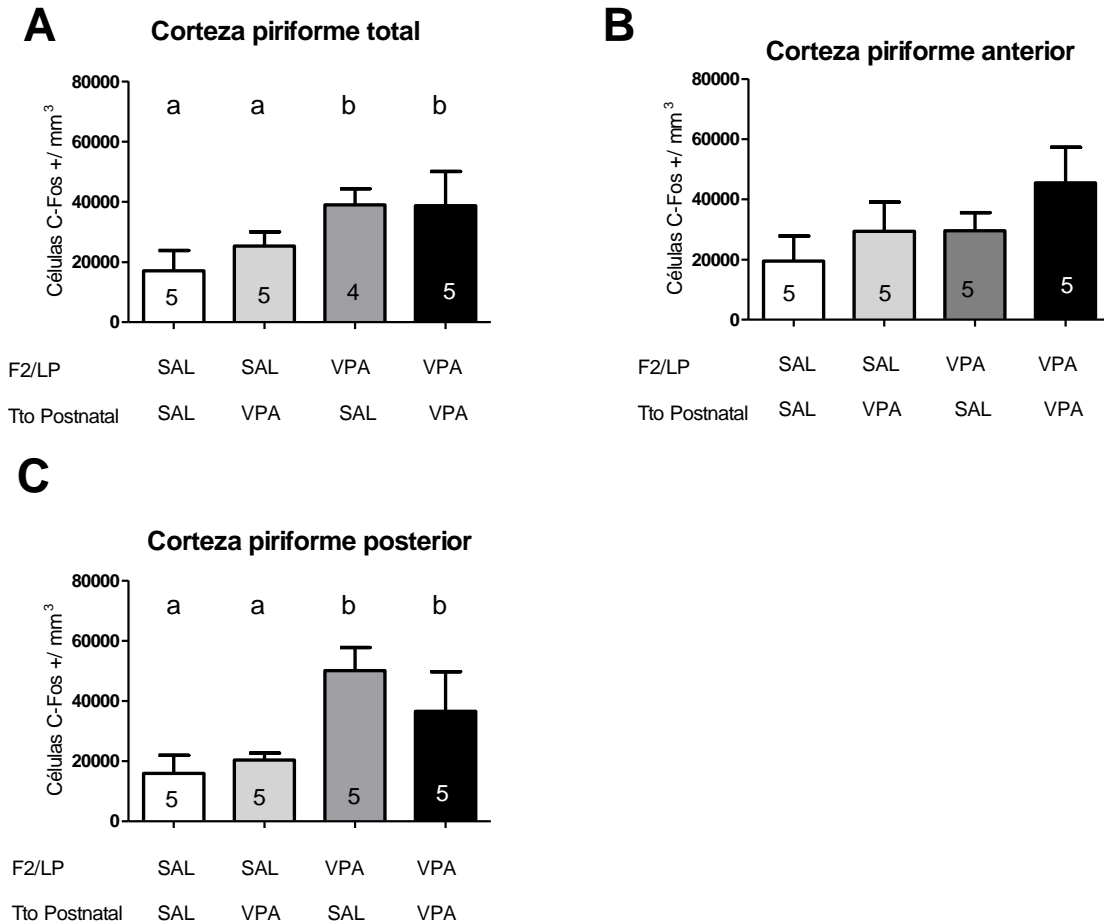 A
Corteza piriforme total
Células C-Fos +/ mm³
80000
60000
40000
20000
0
a a b b
5 5 4 5
F2/LP SAL SAL VPA VPA
Tto Postnatal SAL VPA SAL VPA
B
Corteza piriforme anterior
Células C-Fos +/ mm³
80000
60000
40000
20000
0
5 5 5 5
F2/LP SAL SAL VPA VPA
Tto Postnatal SAL VPA SAL VPA
C
Corteza piriforme posterior
Células C-Fos +/ mm³
80000
60000
40000
20000
0
a a b b
5 5 5 5
F2/LP SAL SAL VPA VPA
Tto Postnatal SAL VPA SAL VPA